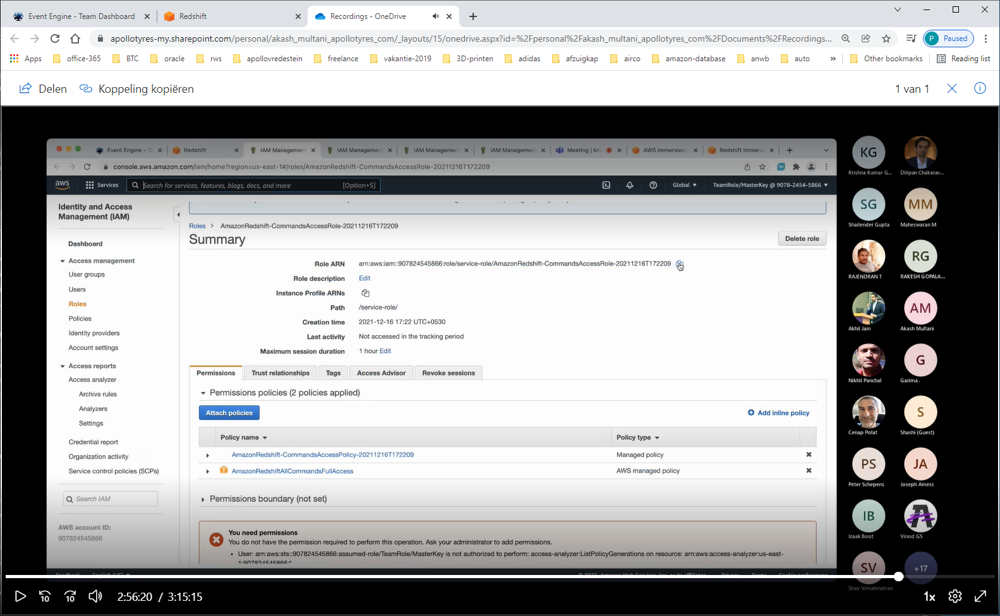 Event Engine - Team Dashboard
Redshift
Recordings - OneDrive
apollotyres-my.sharepoint.com/personal/akash_multani_apollotyres_com/_layouts/15/onedrive.aspx?id=%2Fpersonal%2Fakash_multani_apollotyres_com%2FDocuments%2FRecordings...
P Paused
Apps office-365 BTC oracle rws apollovredestein freelance vakantie-2019 3D-printen adidas afzuigkap airco amazon-database anwb auto » Other bookmarks Reading list
Delen Koppeling kopiëren 1 van 1
Event Engine - Te
Redshift
IAM Management
IAM Managemen
IAM Managemen
IAM Managemen
Meeting | Mi
AWS Immersion
Redshift Immers
console.aws.amazon.com/iam/home?region=us-east-1#/roles/AmazonRedshift-CommandsAccessRole-20211216T172209
aws Services Search for services, features, blogs, docs, and more [Option+S] Global TeamRole/MasterKey @ 9078-2454-5866
Identity and Access
Management (IAM)
Dashboard
Access management
User groups
Users
Roles
Policies
Identity providers
Account settings
Access reports
Access analyzer
Archive rules
Analyzers
Settings
Credential report
Organization activity
Service control policies (SCPs)
Search IAM
AWS account ID:
907824545866
Roles > AmazonRedshift-CommandsAccessRole-20211216T172209
Summary
Delete role
Role ARN arn:aws:iam::907824545866:role/service-role/AmazonRedshift-CommandsAccessRole-20211216T172209
Role description Edit
Instance Profile ARNs
Path /service-role/
Creation time 2021-12-16 17:22 UTC+0530
Last activity Not accessed in the tracking period
Maximum session duration 1 hour Edit
Permissions Trust relationships Tags Access Advisor Revoke sessions
Permissions policies (2 policies applied)
Attach policies
Add inline policy
Policy name Policy type
AmazonRedshift-CommandsAccessPolicy-20211216T172209 Managed policy
AmazonRedshiftAllCommandsFullAccess AWS managed policy
Permissions boundary (not set)
You need permissions
You do not have the permission required to perform this operation. Ask your administrator to add permissions.
• User: arn:aws:sts::907824545866:assumed-role/TeamRole/MasterKey is not authorized to perform: access-analyzer:ListPolicyGenerations on resource: arn:aws:access-analyzer:us-east-
1:907824545866:*
KG
Krishna Kumar G...
Dilipan Chakarav...
SG MM
Shailender Gupta Maheswaran M
RG
RAJENDRAN T RAKESH GOPALA...
AM
Akhil Jain Akash Multani
G
Nikhil Panchal Garima .
S
Cenap Polat Shashi (Guest)
PS JA
Peter Schepens Joseph Amess
IB
Izaak Boot Vinod GS
SV +17
Shav Vimalendiran
10 10 2:56:20 / 3:15:15 1x